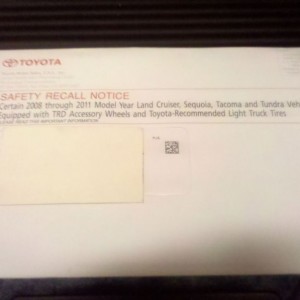 TOYOTA
SAFETY RECALL NOTICE
Certain 2008 through 2011 Model Year Land Cruiser, Sequoia, Tacoma and Tundra Veh
Equipped with TRD Accessory Wheels and Toyota-Recommended Light Truck Tires